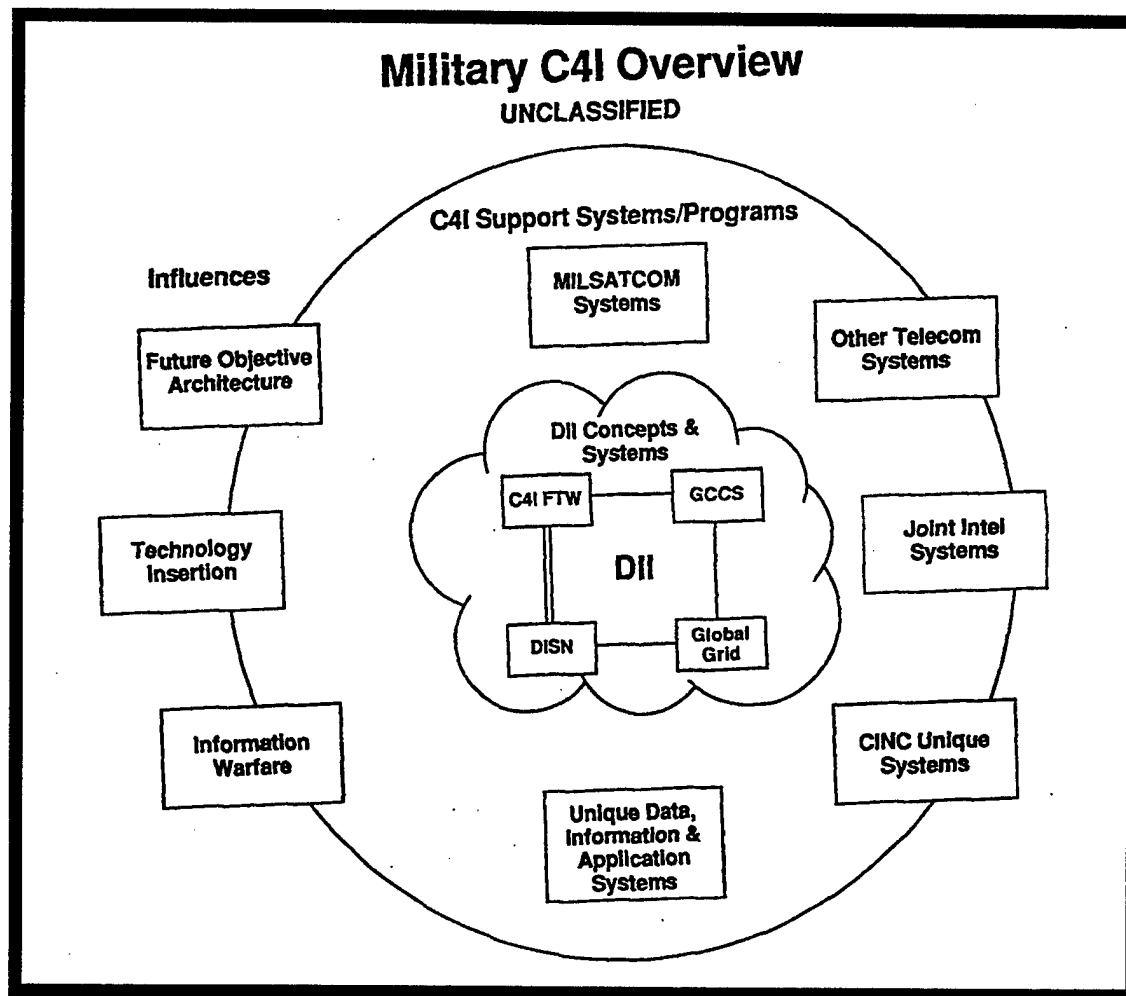 Military C4I Overview
UNCLASSIFIED
C4I Support Systems/Programs
Influences
MILSATCOM
Systems
Future Objective
Architecture
Other Telecom
Systems
DII Concepts &
Systems
C4I FTW
GCCS
Technology
Insertion
DII
Joint Intel
Systems
DISN
Global
Grid
Information
Warfare
CINC Unique
Systems
Unique Data,
Information &
Application
Systems